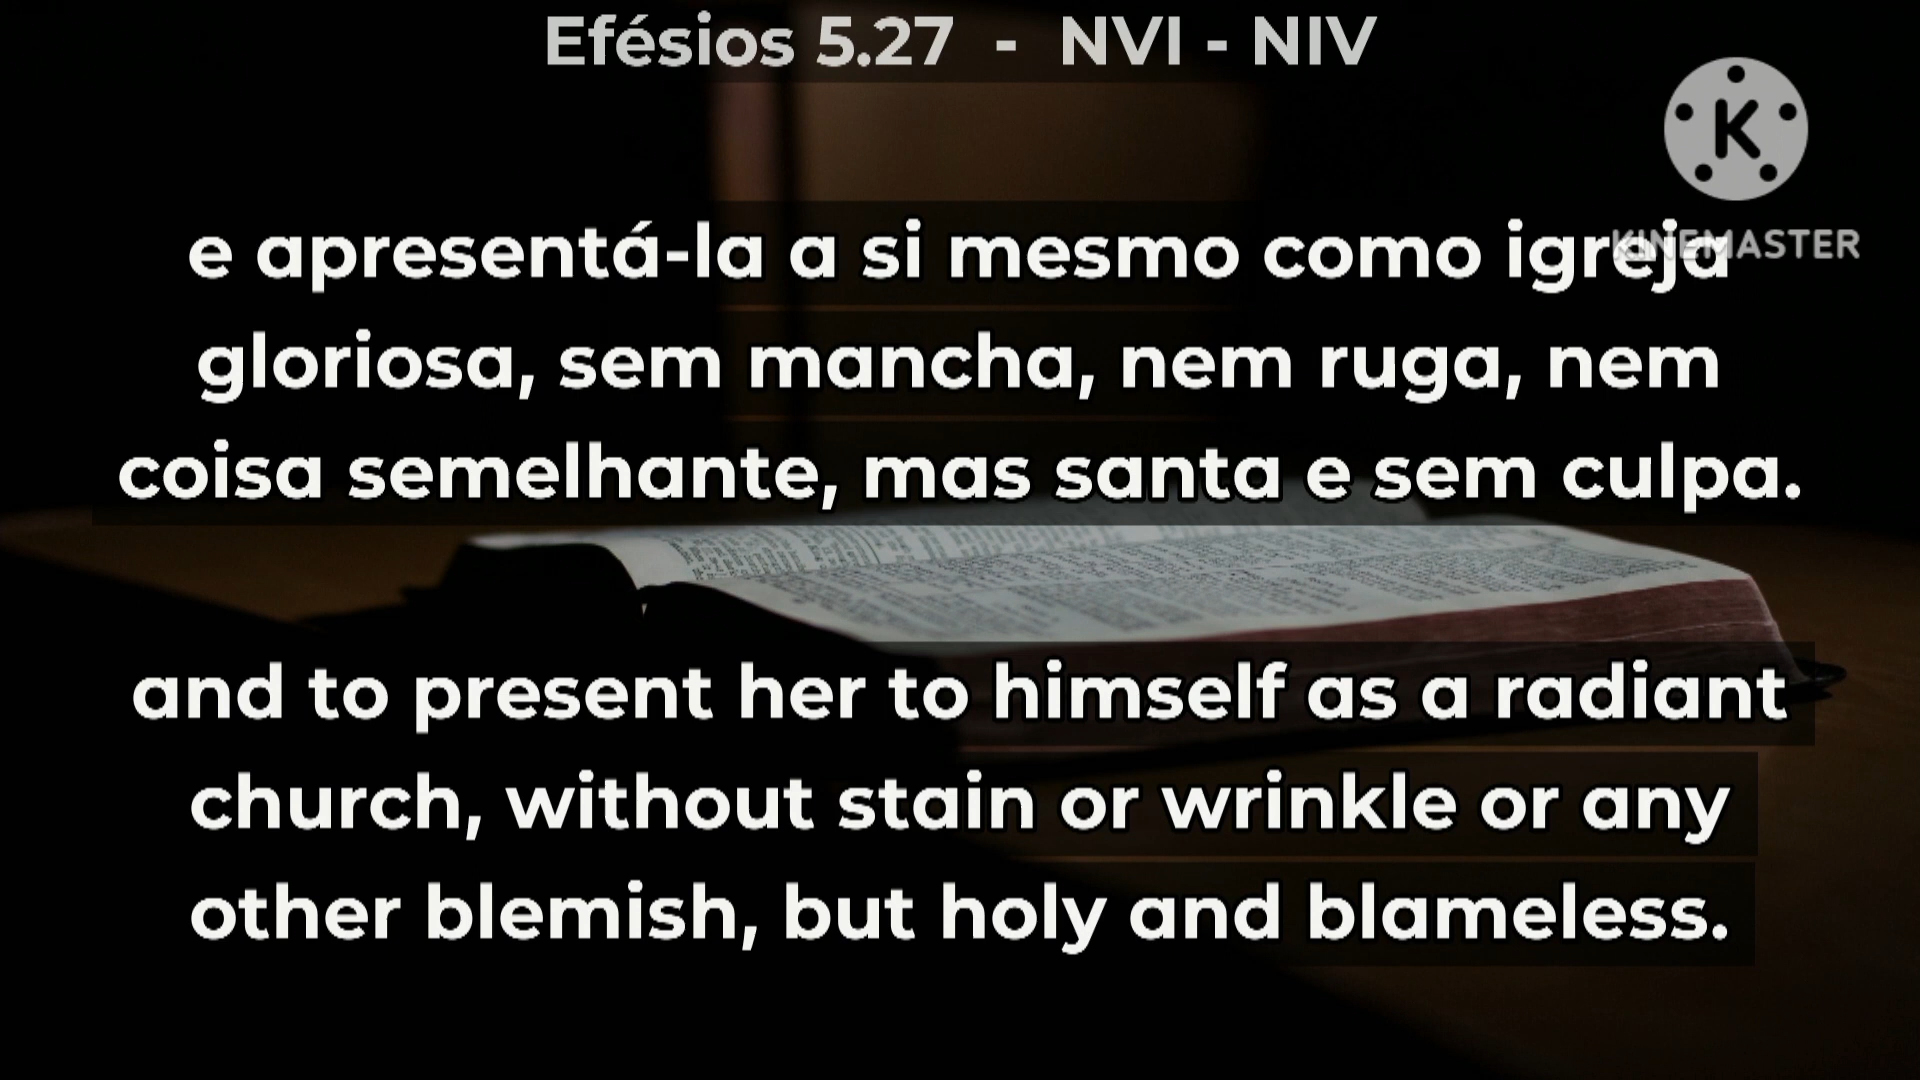 Efésios 5.27 - NVI - NIV
K
KINEMASTER
e apresentá-la a si mesmo como igreja
gloriosa, sem mancha, nem ruga, nem
coisa semelhante, mas santa e sem culpa.
and to present her to himself as a radiant
church, without stain or wrinkle or any
other blemish, but holy and blameless.